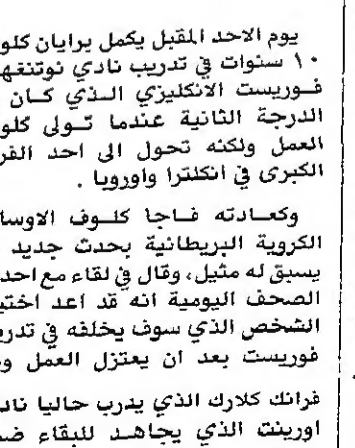 يوم الاحد المقبل يكمل برايان كلو
١٠ سنوات في تدريب نادي نوتنغه
فوريست الانكليزي الذي كان
الدرجة الثانية عندما تولى كلو
العمل ولكنه تحول الى احد الفر
الكبرى في انكلترا واوروبا .
وكعادته فاجا كلوف الاوسا
الكروية البريطانية بحدث جديد
يسبق له مثيل، وقال في لقاء مع احد
الصحف اليومية انه قد اعد اختي
الشخص الذي سوف يخلفه في تدري
فوريست بعد ان يعتزل العمل و
فرانك كلارك الذي يدرب حاليا ناد
اورينت الذي يجاهد للبقاء ضم